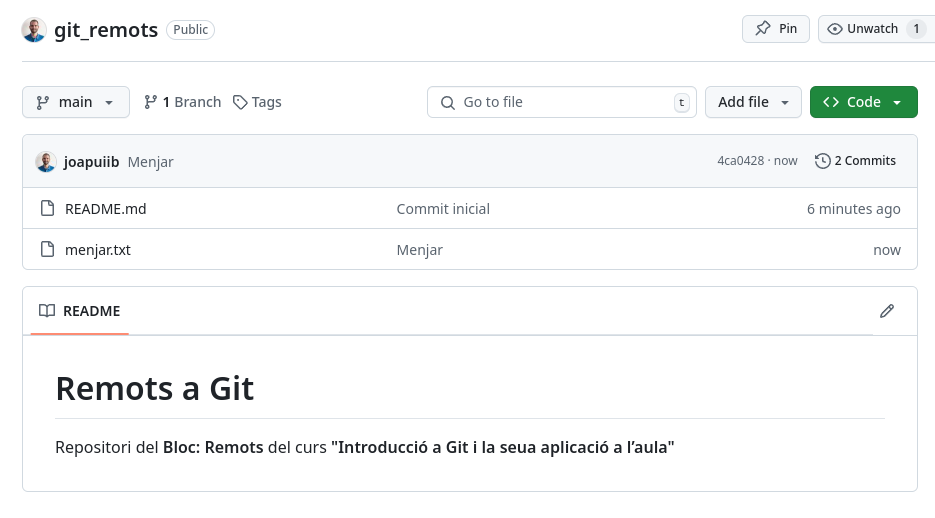 git_remots Public Pin Unwatch 1
main 1 Branch Tags Go to file t Add file Code
joapuiib Menjar 4ca0428 · now 2 Commits
README.md Commit inicial 6 minutes ago
menjar.txt Menjar now
README
Remots a Git
Repositori del Bloc: Remots del curs "Introducció a Git i la seua aplicació a l’aula"